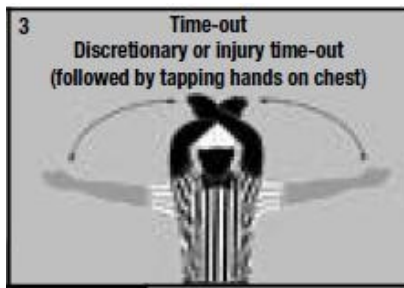 3 Time-out
Discretionary or injury time-out
(followed by tapping hands on chest)